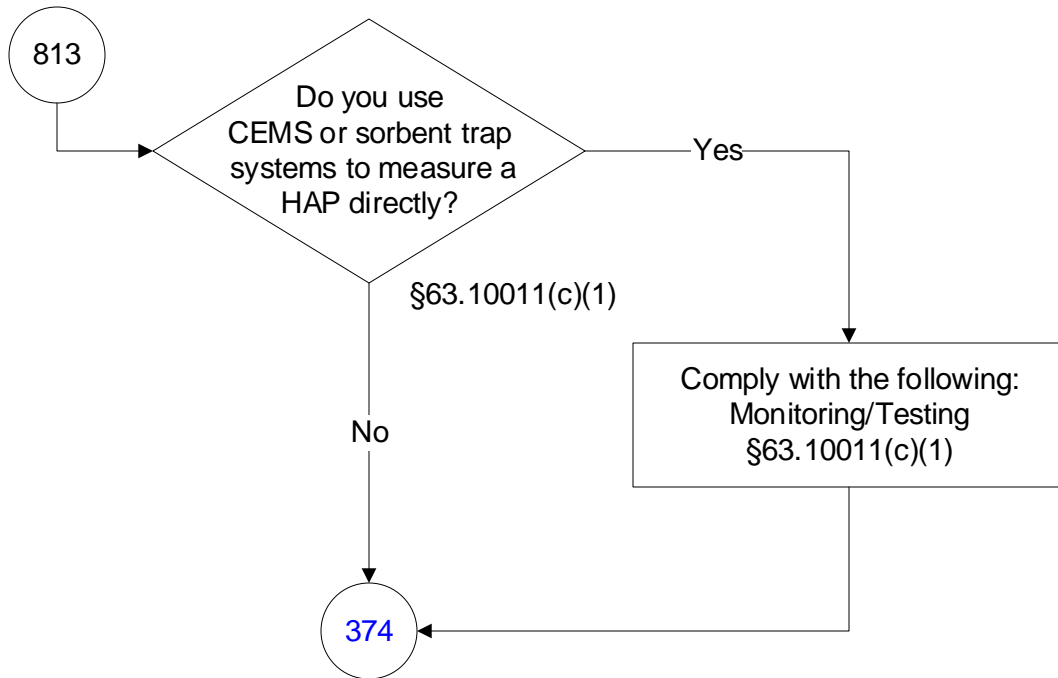 813
Do you use
CEMS or sorbent trap
systems to measure a
HAP directly?
Yes
§63.10011(c)(1)
Comply with the following:
Monitoring/Testing
§63.10011(c)(1)
No
374